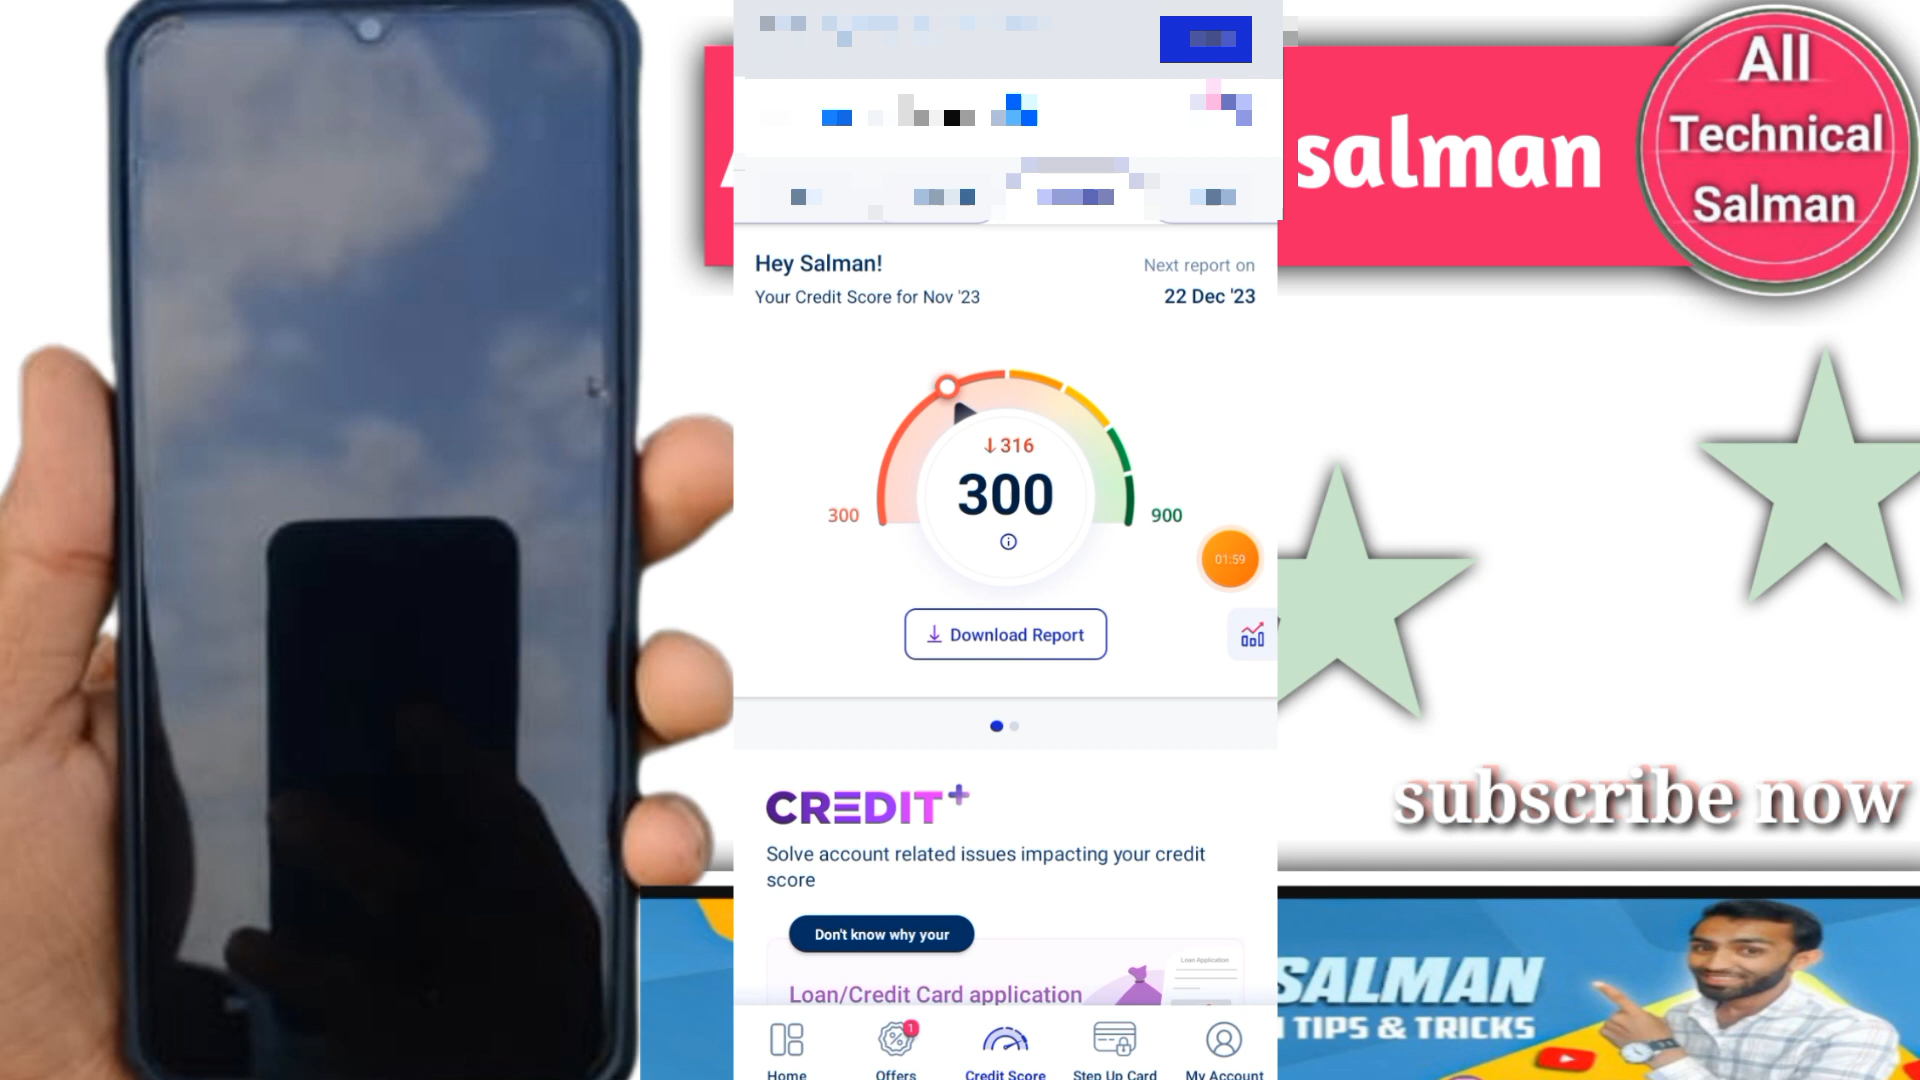 salman
All
Technical
Salman
Hey Salman!
Next report on
Your Credit Score for Nov '23
22 Dec '23
↓316
300
300
900
01:59
Download Report
CREDIT+
Solve account related issues impacting your credit
score
subscribe now
Don't know why your
Loan Application
Loan/Credit Card application
SALMAN
TIPS & TRICKS
1
Home
Offers
Credit Score
Step Up Card
My Account